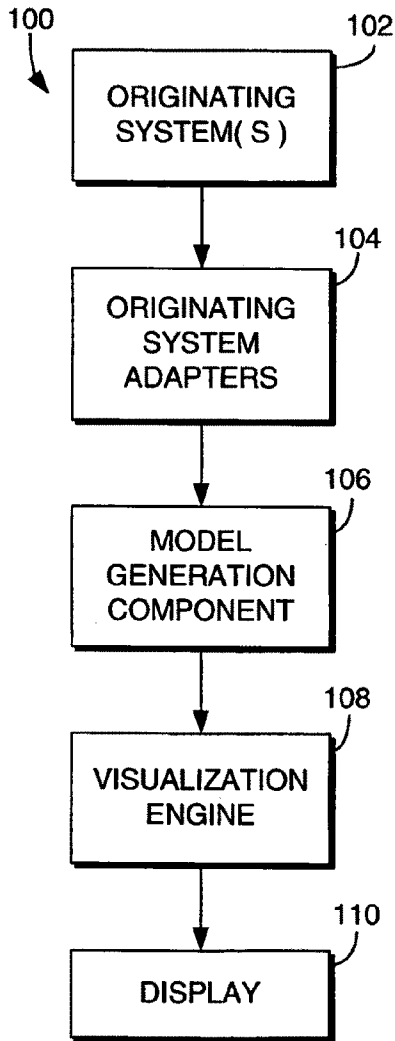 100
102
ORIGINATING
SYSTEM( S )
104
ORIGINATING
SYSTEM
ADAPTERS
106
MODEL
GENERATION
COMPONENT
108
VISUALIZATION
ENGINE
110
DISPLAY